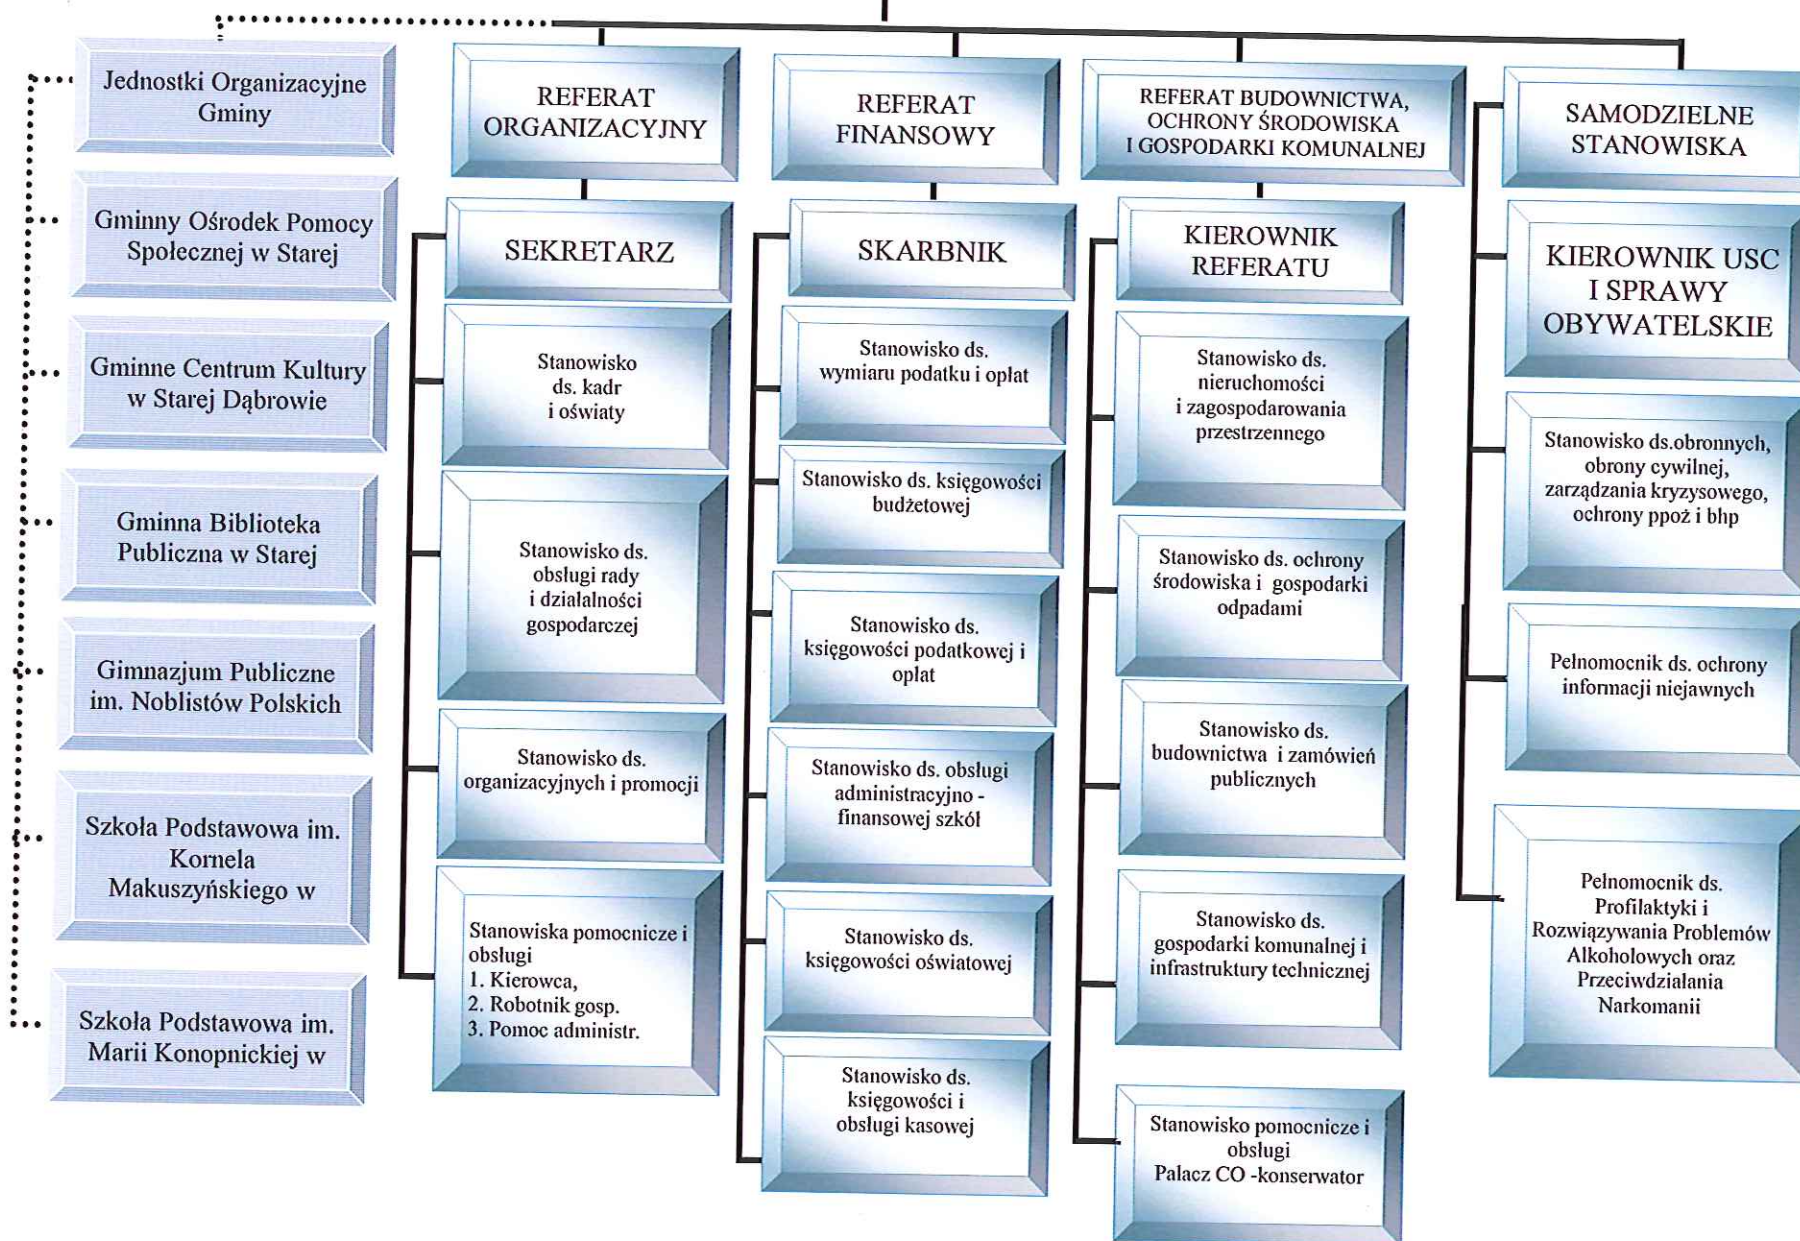 Jednostki Organizacyjne
Gminy
Gminny Ośrodek Pomocy
Społecznej w Starej
Gminne Centrum Kultury
w Starej Dąbrowie
Gminna Biblioteka
Publiczna w Starej
Gimnazjum Publiczne
im. Noblistów Polskich
Szkoła Podstawowa im.
Kornela
Makuszyńskiego w
Szkoła Podstawowa im.
Marii Konopnickiej w
REFERAT
ORGANIZACYJNY
SEKRETARZ
Stanowisko
ds. kadr
i oświaty
Stanowisko ds.
obsługi rady
i działalności
gospodarczej
Stanowisko ds.
organizacyjnych i promocji
Stanowiska pomocnicze i
obsługi
1. Kierowca,
2. Robotnik gosp.
3. Pomoc administr.
REFERAT
FINANSOWY
SKARBNIK
Stanowisko ds.
wymiaru podatku i opłat
Stanowisko ds. księgowości
budżetowej
Stanowisko ds.
księgowości podatkowej i
opłat
Stanowisko ds. obsługi
administracyjno -
finansowej szkół
Stanowisko ds.
księgowości oświatowej
Stanowisko ds.
księgowości i
obsługi kasowej
REFERAT BUDOWNICTWA,
OCHRONY ŚRODOWISKA
I GOSPODARKI KOMUNALNEJ
KIEROWNIK
REFERATU
Stanowisko ds.
nieruchomości
i zagospodarowania
przestrzennego
Stanowisko ds. ochrony
środowiska i gospodarki
odpadami
Stanowisko ds.
budownictwa i zamówień
publicznych
Stanowisko ds.
gospodarki komunalnej i
infrastruktury technicznej
Stanowisko pomocnicze i
obsługi
Palacz CO -konserwator
SAMODZIELNE
STANOWISKA
KIEROWNIK USC
I SPRAWY
OBYWATELSKIE
Stanowisko ds.obronnych,
obrony cywilnej,
zarządzania kryzysowego,
ochrony ppoż i bhp
Pełnomocnik ds. ochrony
informacji niejawnych
Pełnomocnik ds.
Profilaktyki i
Rozwiązywania Problemów
Alkoholowych oraz
Przeciwdziałania
Narkomanii